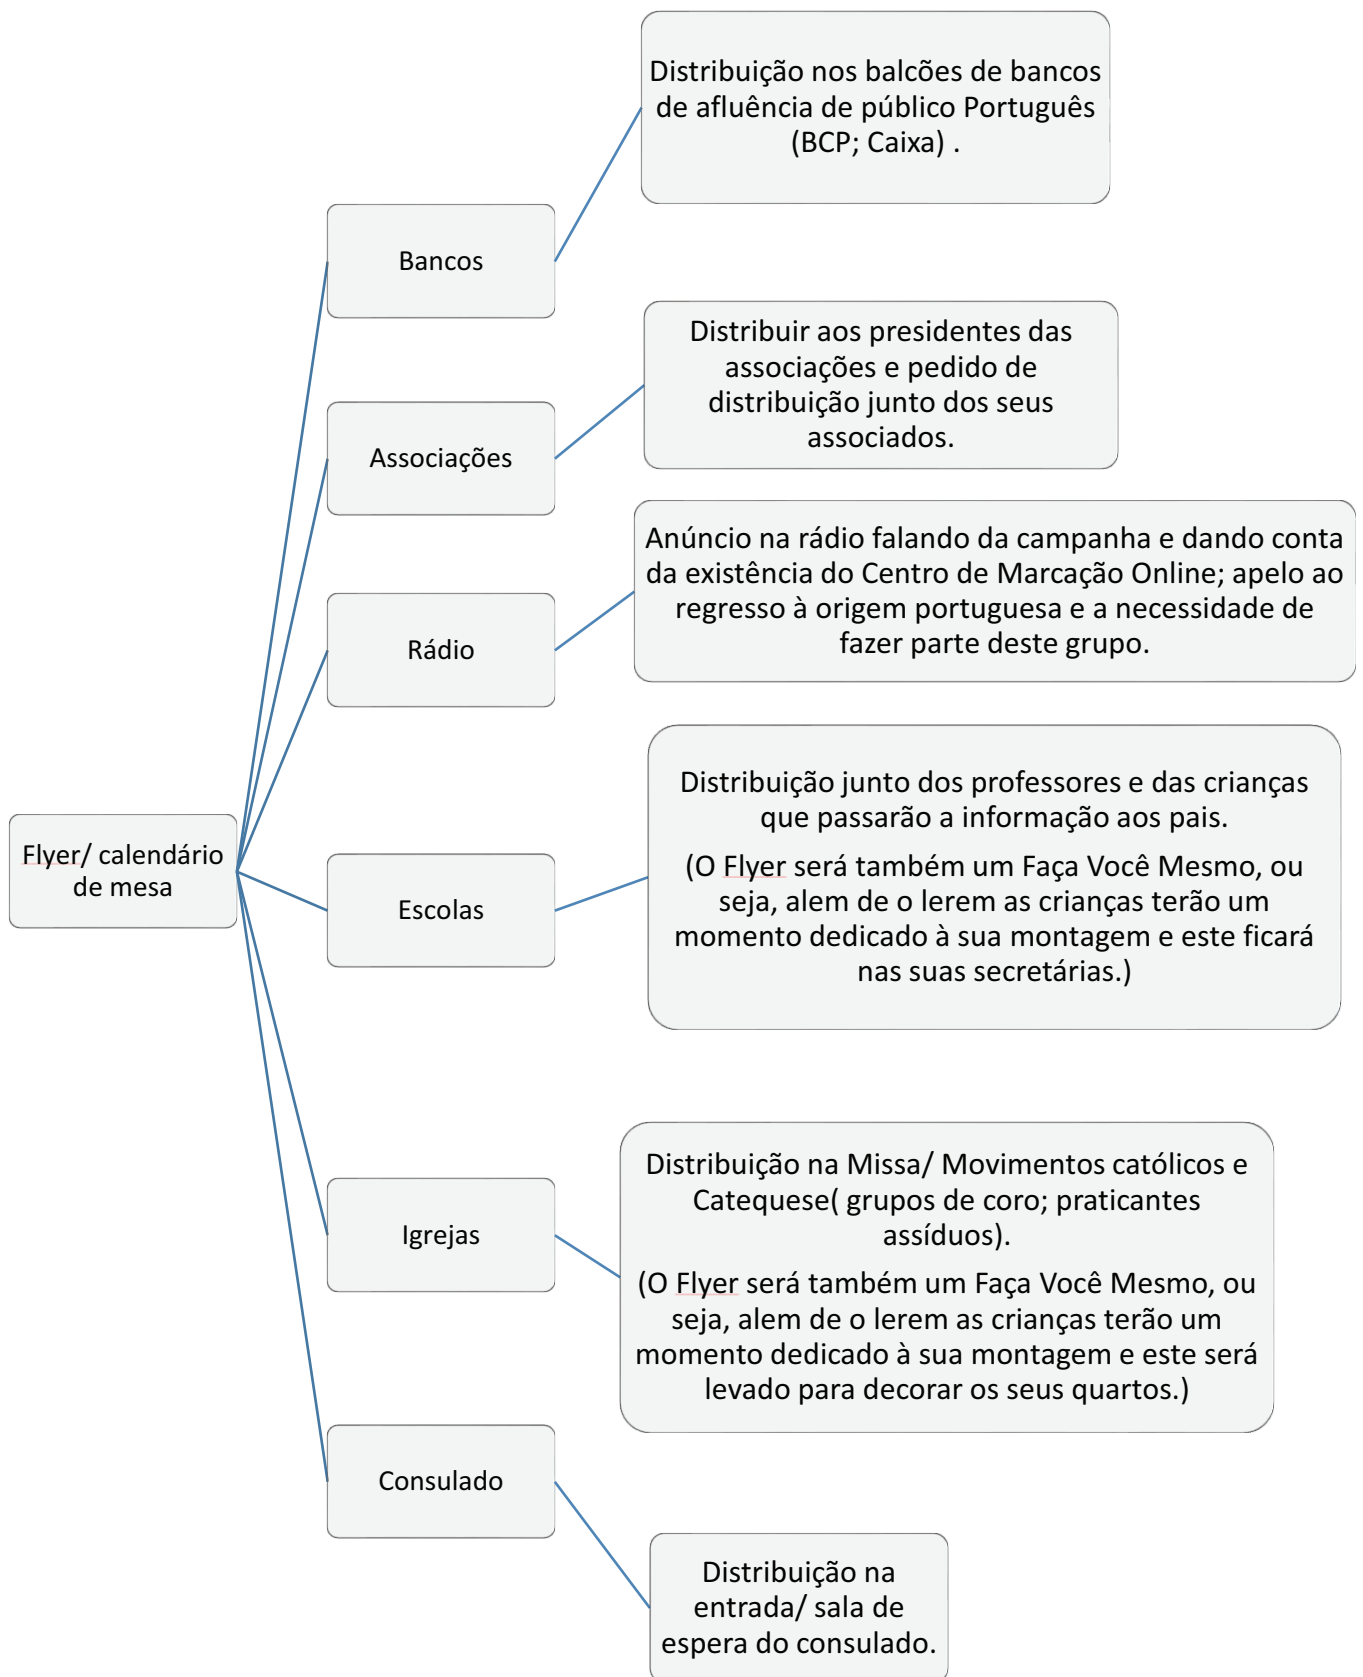 Distribuição nos balcões de bancos
de afluência de público Português
(BCP; Caixa) .
Bancos
Distribuir aos presidentes das
associações e pedido de
distribuição junto dos seus
associados.
Associações
Anúncio na rádio falando da campanha e dando conta
da existência do Centro de Marcação Online; apelo ao
regresso à origem portuguesa e a necessidade de
fazer parte deste grupo.
Rádio
Distribuição junto dos professores e das crianças
que passarão a informação aos pais.
(O Flyer será também um Faça Você Mesmo, ou
seja, alem de o lerem as crianças terão um
momento dedicado à sua montagem e este ficará
nas suas secretárias.)
Flyer/ calendário
de mesa
Escolas
Distribuição na Missa/ Movimentos católicos e
Catequese( grupos de coro; praticantes
assíduos).
(O Flyer será também um Faça Você Mesmo, ou
seja, alem de o lerem as crianças terão um
momento dedicado à sua montagem e este será
levado para decorar os seus quartos.)
Igrejas
Consulado
Distribuição na
entrada/ sala de
espera do consulado.